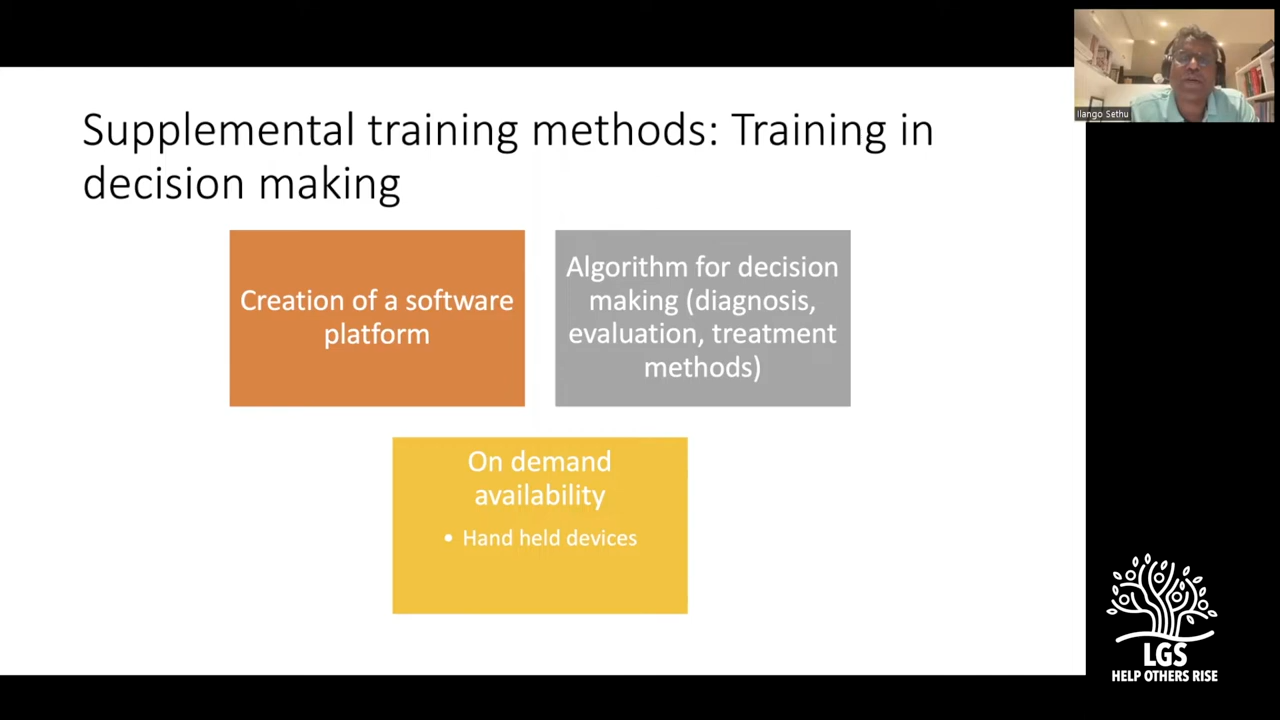 Supplemental training methods: Training in
decision making
Creation of a software
platform
Algorithm for decision
making (diagnosis,
evaluation, treatment
methods)
On demand
availability
• Hand held devices
Ilango Sethu
LGS
HELP OTHERS RISE